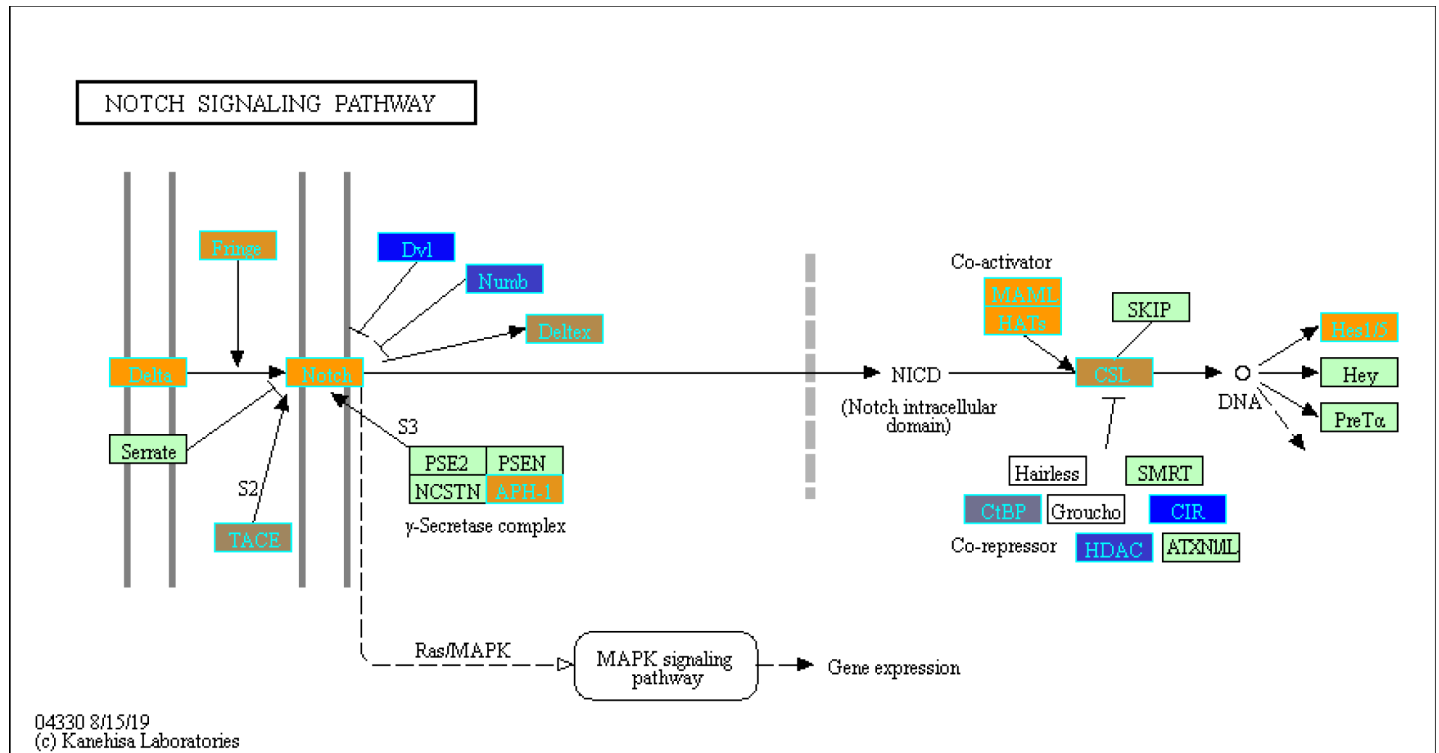 NOTCH SIGNALING PATHWAY
Fringe
Dvl
Numb
Deltex
Delta
Notch
Serrate
S2
TACE
S3
PSE2
PSEN
NCSTN
APH-1
γ-Secretase complex
NICD
(Notch intracellular
domain)
Co-activator
MAML
HATs
SKIP
CSL
DNA
Hes1/5
Hey
PreTα
Hairless
SMRT
CtBP
Groucho
CIR
Co-repressor
HDAC
ATXN1/1L
Ras/MAPK
MAPK signaling
pathway
Gene expression
04330 8/15/19
(c) Kanehisa Laboratories